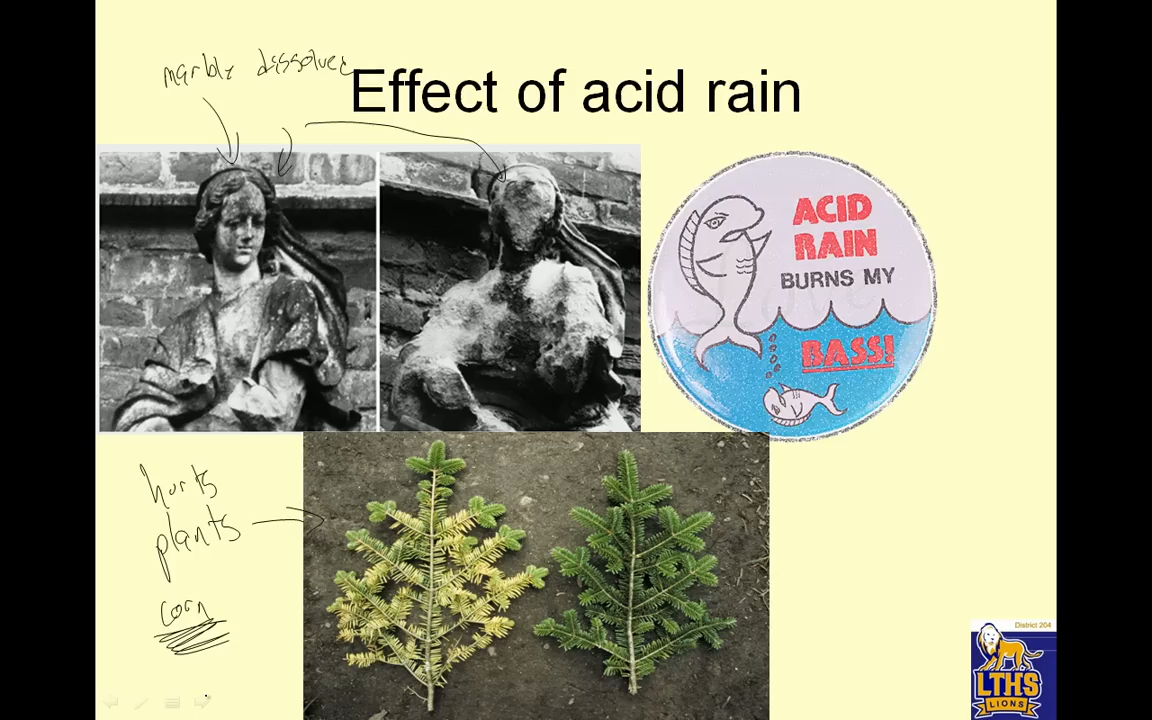 marble dissolves
Effect of acid rain
ACID
RAIN
BURNS MY
BASS!
hurts
plants
corn
District 204
LTHS
LIONS